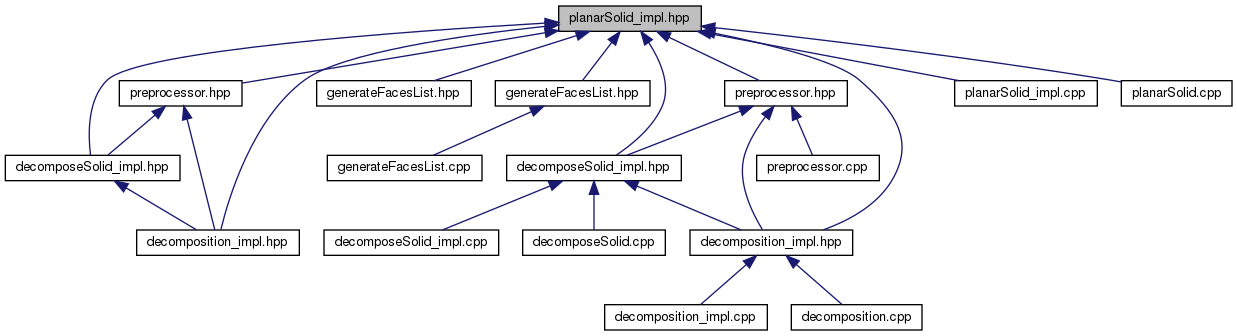 planarSolid_impl.hpp
preprocessor.hpp
generateFacesList.hpp
generateFacesList.hpp
preprocessor.hpp
planarSolid_impl.cpp
planarSolid.cpp
decomposeSolid_impl.hpp
generateFacesList.cpp
decomposeSolid_impl.hpp
preprocessor.cpp
decomposition_impl.hpp
decomposeSolid_impl.cpp
decomposeSolid.cpp
decomposition_impl.hpp
decomposition_impl.cpp
decomposition.cpp